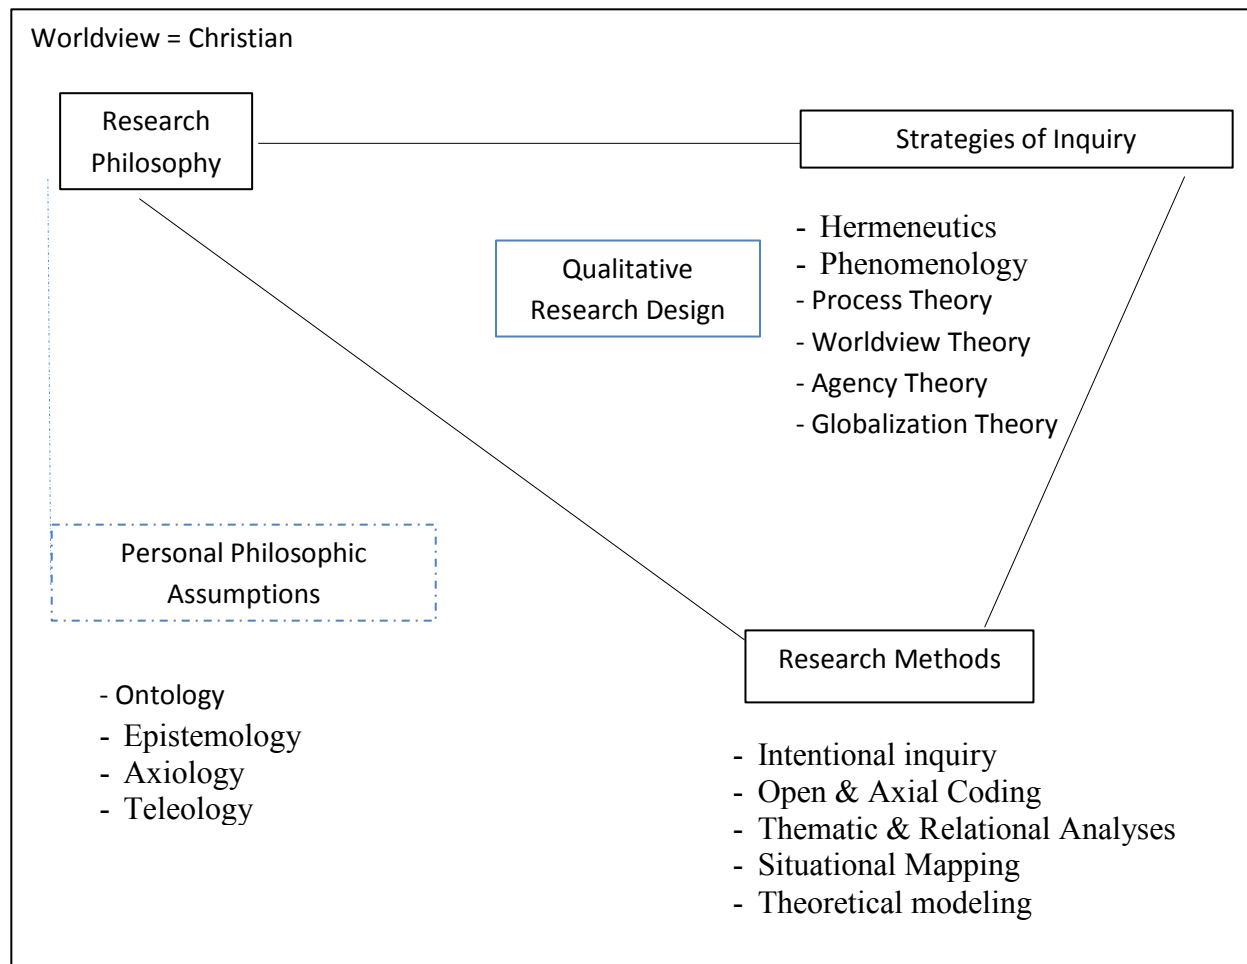 Worldview = Christian
Research
Philosophy
Strategies of Inquiry
Qualitative
Research Design
- Hermeneutics
- Phenomenology
- Process Theory
- Worldview Theory
- Agency Theory
- Globalization Theory
Personal Philosophic
Assumptions
- Ontology
- Epistemology
- Axiology
- Teleology
Research Methods
- Intentional inquiry
- Open & Axial Coding
- Thematic & Relational Analyses
- Situational Mapping
- Theoretical modeling